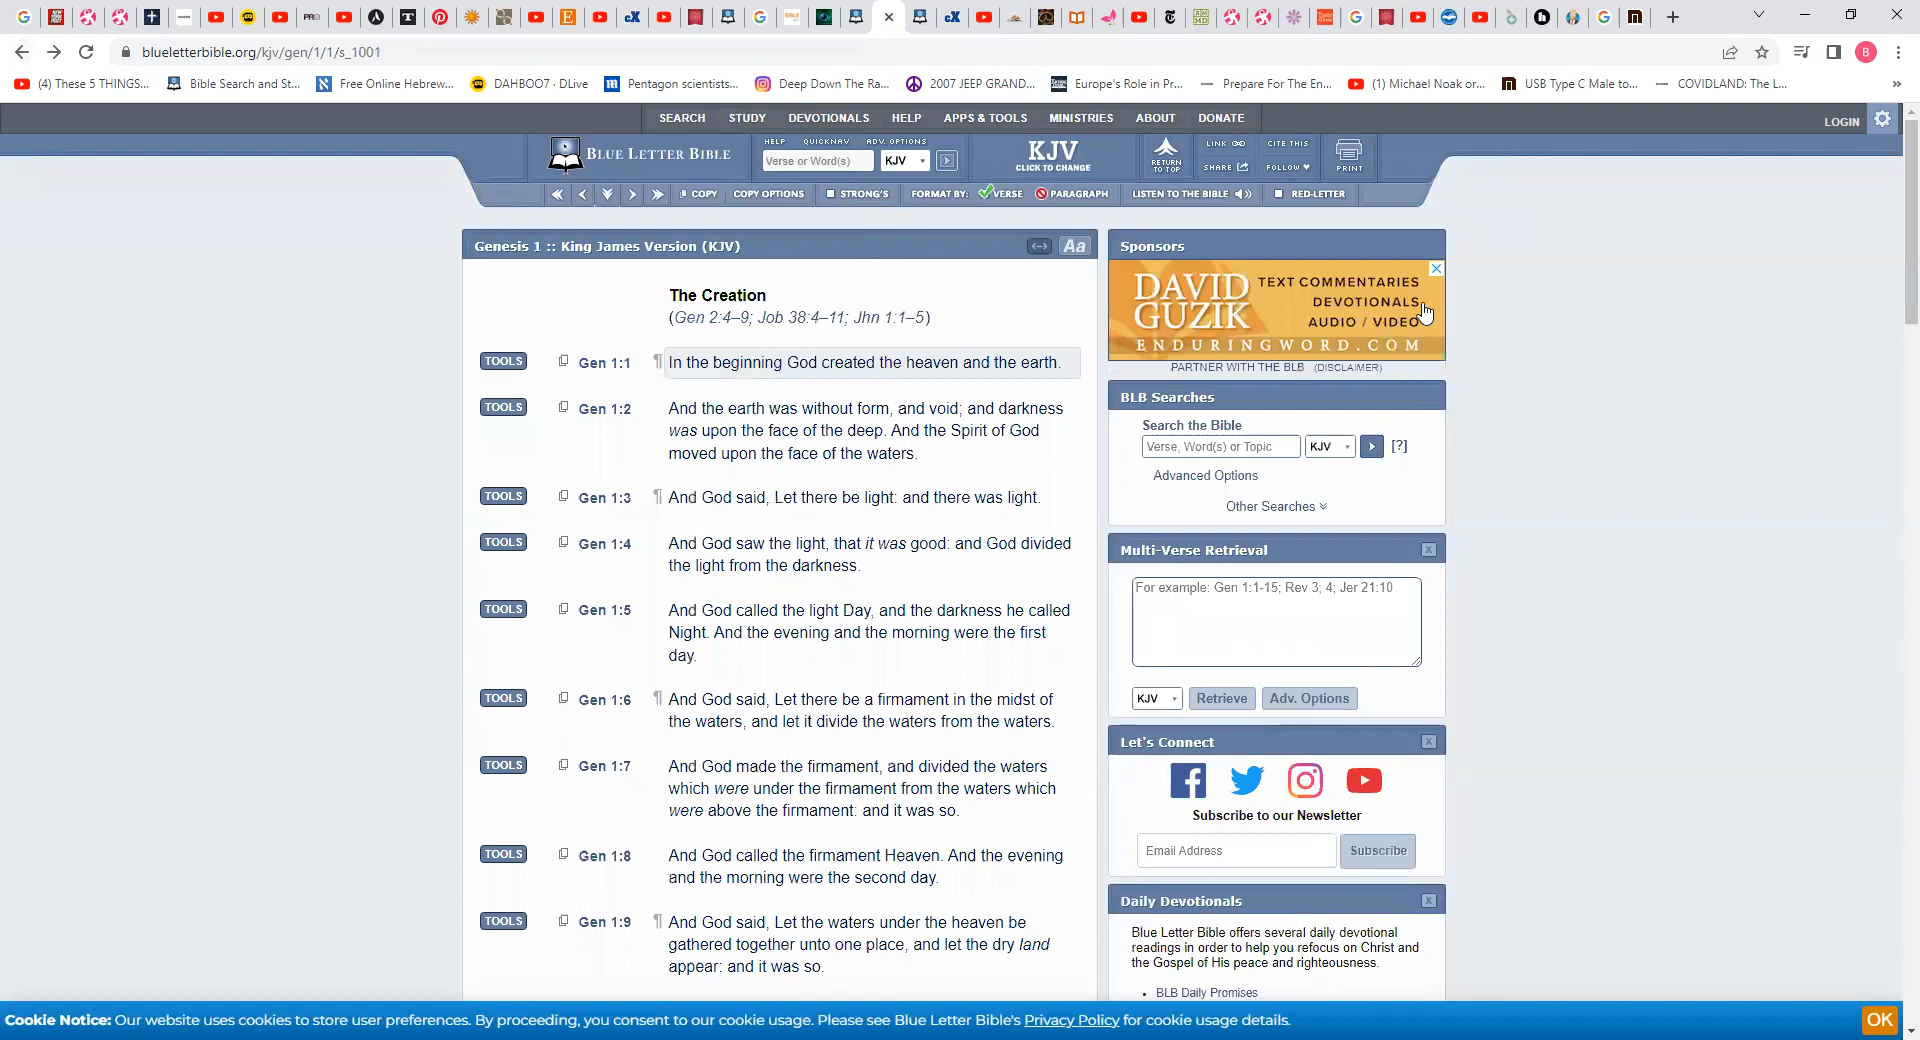 blueletterbible.org/kjv/gen/1/1/s_1001
B
(4) These 5 THINGS...
Bible Search and St...
Free Online Hebrew...
DAHBOO7 · DLive
Pentagon scientists...
Deep Down The Ra...
2007 JEEP GRAND...
Europe's Role in Pr...
Prepare For The En...
(1) Michael Noak or...
USB Type C Male to...
COVIDLAND: The L...
SEARCH STUDY DEVOTIONALS HELP APPS & TOOLS MINISTRIES ABOUT DONATE
LOGIN
BLUE LETTER BIBLE
HELP QUICKNAV ADV. OPTIONS
Verse or Word(s) KJV
KJV
CLICK TO CHANGE
RETURN
TO TOP
LINK
CITE THIS
SHARE
FOLLOW
PRINT
COPY COPY OPTIONS STRONG'S FORMAT BY: VERSE PARAGRAPH LISTEN TO THE BIBLE RED-LETTER
Genesis 1 :: King James Version (KJV)
Aa
The Creation
(Gen 2:4–9; Job 38:4–11; Jhn 1:1–5)
TOOLS Gen 1:1 ¶ In the beginning God created the heaven and the earth.
TOOLS Gen 1:2 And the earth was without form, and void; and darkness
was upon the face of the deep. And the Spirit of God
moved upon the face of the waters.
TOOLS Gen 1:3 ¶ And God said, Let there be light: and there was light.
TOOLS Gen 1:4 And God saw the light, that it was good: and God divided
the light from the darkness.
TOOLS Gen 1:5 And God called the light Day, and the darkness he called
Night. And the evening and the morning were the first
day.
TOOLS Gen 1:6 ¶ And God said, Let there be a firmament in the midst of
the waters, and let it divide the waters from the waters.
TOOLS Gen 1:7 And God made the firmament, and divided the waters
which were under the firmament from the waters which
were above the firmament: and it was so.
TOOLS Gen 1:8 And God called the firmament Heaven. And the evening
and the morning were the second day.
TOOLS Gen 1:9 ¶ And God said, Let the waters under the heaven be
gathered together unto one place, and let the dry land
appear: and it was so.
Sponsors
DAVID
GUZIK
TEXT COMMENTARIES
DEVOTIONALS
AUDIO / VIDEO
ENDURINGWORD.COM
PARTNER WITH THE BLB (DISCLAIMER)
BLB Searches
Search the Bible
Verse, Word(s) or Topic KJV [?]
Advanced Options
Other Searches
Multi-Verse Retrieval
For example: Gen 1:1-15; Rev 3; 4; Jer 21:10
KJV Retrieve Adv. Options
Let's Connect
Subscribe to our Newsletter
Email Address Subscribe
Daily Devotionals
Blue Letter Bible offers several daily devotional
readings in order to help you refocus on Christ and
the Gospel of His peace and righteousness.
• BLB Daily Promises
Cookie Notice: Our website uses cookies to store user preferences. By proceeding, you consent to our cookie usage. Please see Blue Letter Bible's Privacy Policy for cookie usage details.
OK